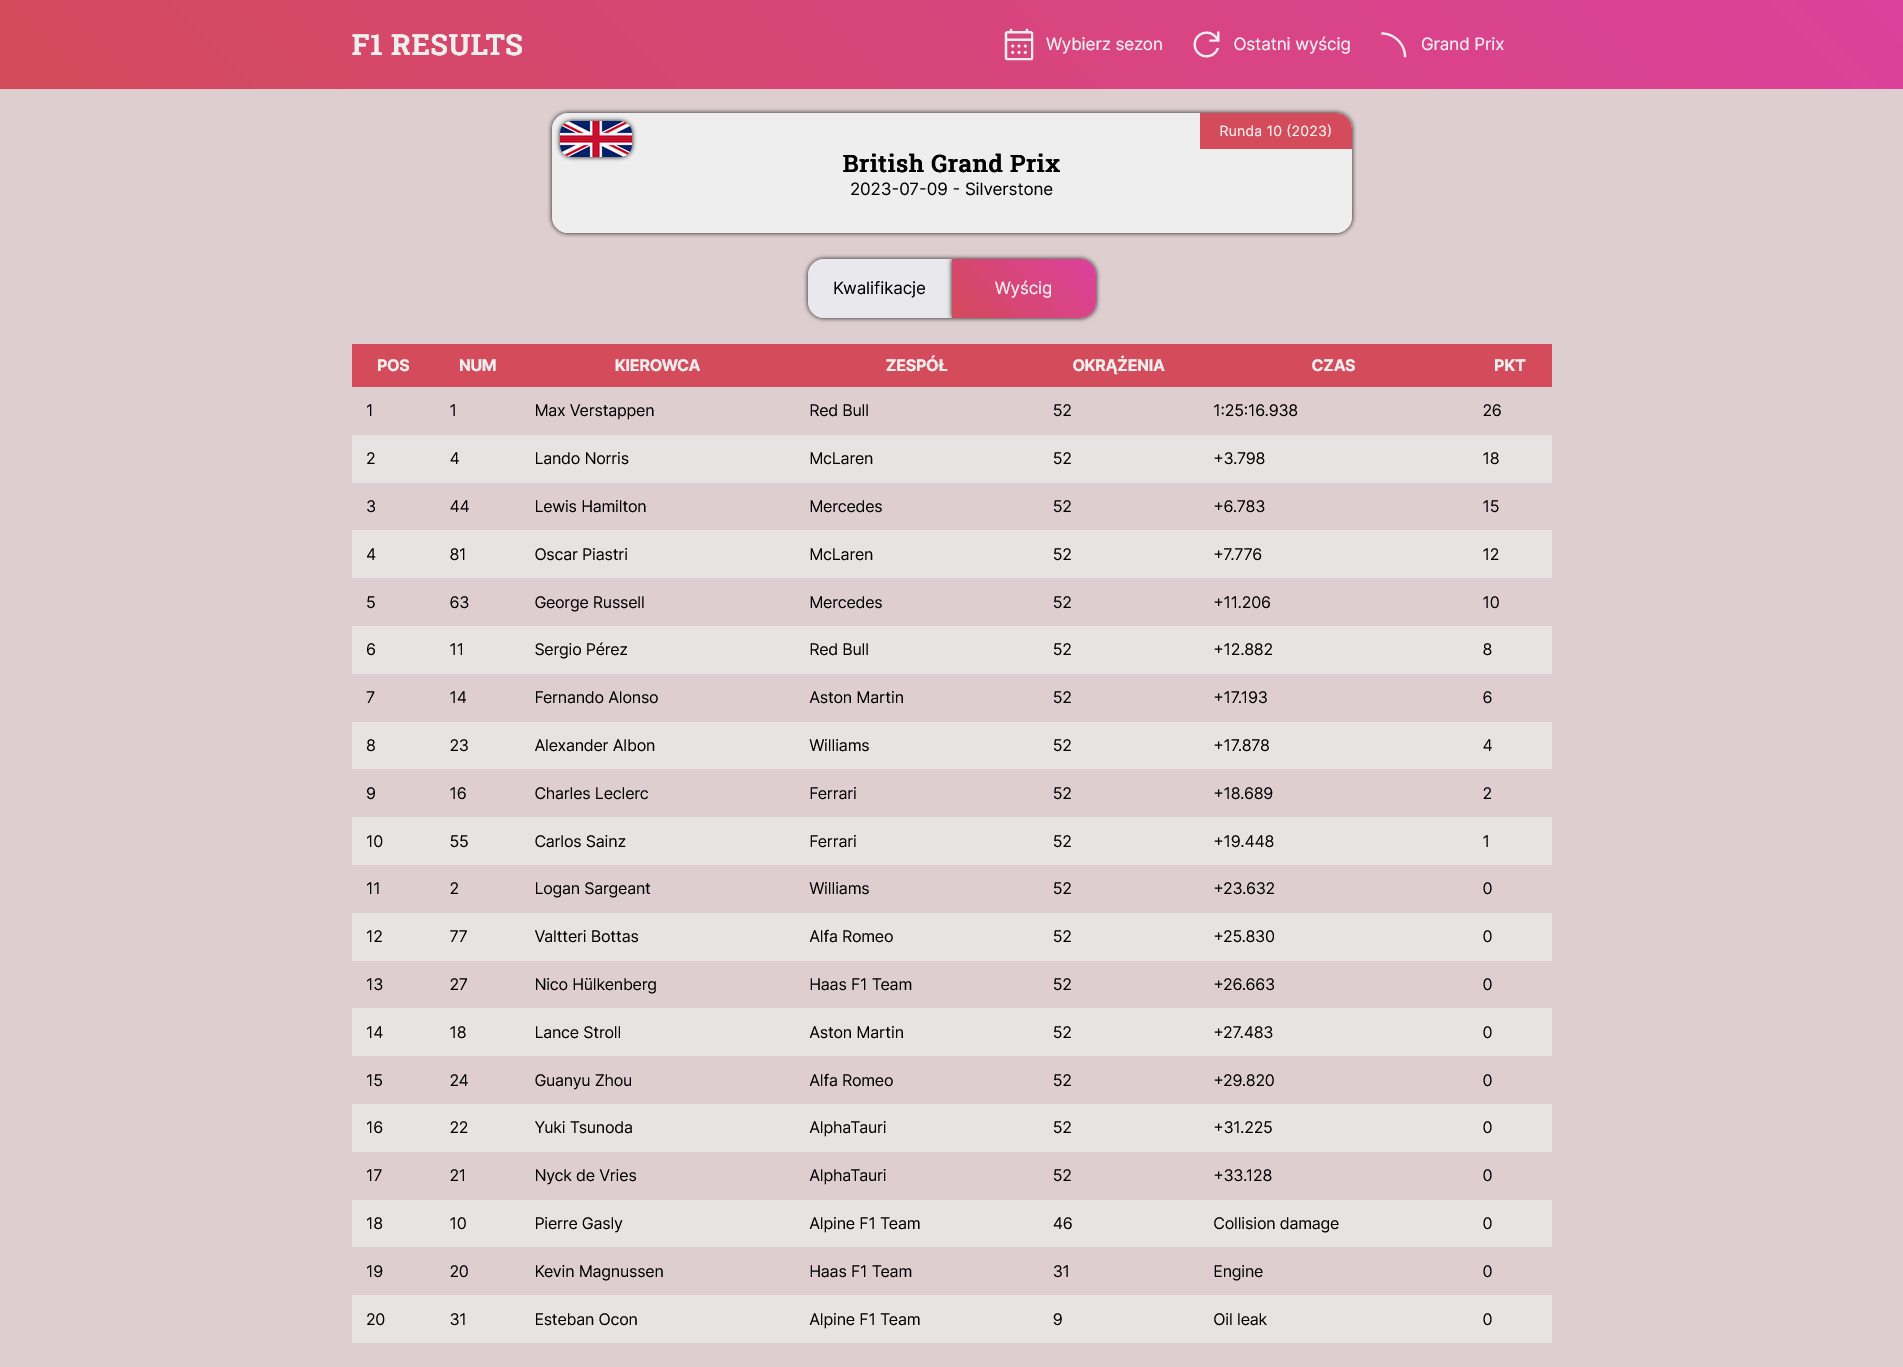 F1 RESULTS
Wybierz sezon Ostatni wyścig Grand Prix
Runda 10 (2023)
British Grand Prix
2023-07-09 - Silverstone
Kwalifikacje Wyścig
POS NUM KIEROWCA ZESPÓŁ OKRĄŻENIA CZAS PKT
1 1 Max Verstappen Red Bull 52 1:25:16.938 26
2 4 Lando Norris McLaren 52 +3.798 18
3 44 Lewis Hamilton Mercedes 52 +6.783 15
4 81 Oscar Piastri McLaren 52 +7.776 12
5 63 George Russell Mercedes 52 +11.206 10
6 11 Sergio Pérez Red Bull 52 +12.882 8
7 14 Fernando Alonso Aston Martin 52 +17.193 6
8 23 Alexander Albon Williams 52 +17.878 4
9 16 Charles Leclerc Ferrari 52 +18.689 2
10 55 Carlos Sainz Ferrari 52 +19.448 1
11 2 Logan Sargeant Williams 52 +23.632 0
12 77 Valtteri Bottas Alfa Romeo 52 +25.830 0
13 27 Nico Hülkenberg Haas F1 Team 52 +26.663 0
14 18 Lance Stroll Aston Martin 52 +27.483 0
15 24 Guanyu Zhou Alfa Romeo 52 +29.820 0
16 22 Yuki Tsunoda AlphaTauri 52 +31.225 0
17 21 Nyck de Vries AlphaTauri 52 +33.128 0
18 10 Pierre Gasly Alpine F1 Team 46 Collision damage 0
19 20 Kevin Magnussen Haas F1 Team 31 Engine 0
20 31 Esteban Ocon Alpine F1 Team 9 Oil leak 0